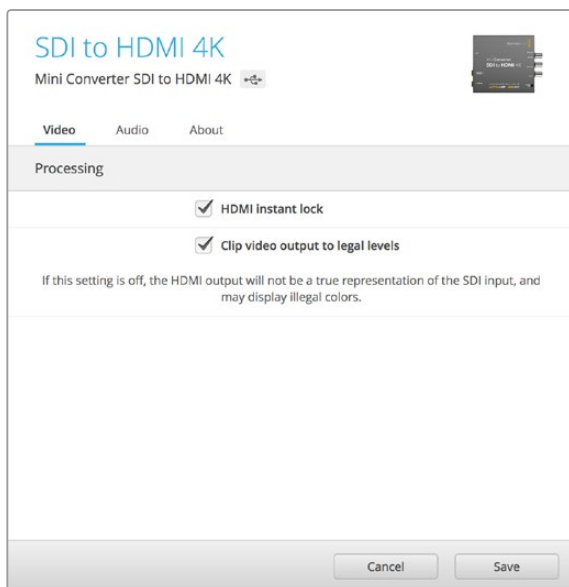 SDI to HDMI 4K
Mini Converter SDI to HDMI 4K
Video Audio About
Processing
HDMI instant lock
Clip video output to legal levels
If this setting is off, the HDMI output will not be a true representation of the SDI input, and
may display illegal colors.
Cancel Save